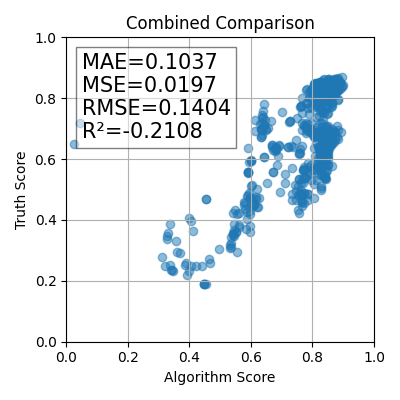 Combined Comparison
MAE=0.1037
MSE=0.0197
RMSE=0.1404
R²=-0.2108
Truth Score
1.0
0.8
0.6
0.4
0.2
0.0
0.0 0.2 0.4 0.6 0.8 1.0
Algorithm Score